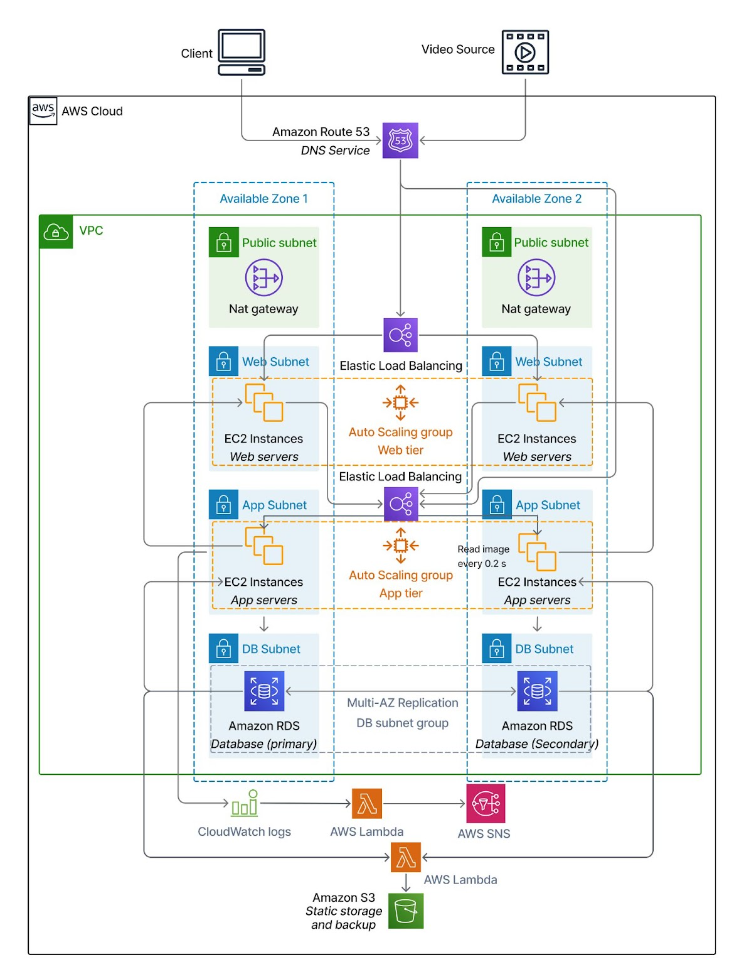 Client
Video Source
aws
AWS Cloud
Amazon Route 53
DNS Service
53
Available Zone 1
Available Zone 2
VPC
Public subnet
Nat gateway
Public subnet
Nat gateway
Elastic Load Balancing
Web Subnet
Web Subnet
EC2 Instances
Web servers
Auto Scaling group
Web tier
EC2 Instances
Web servers
Elastic Load Balancing
App Subnet
App Subnet
EC2 Instances
App servers
Auto Scaling group
App tier
Read image
every 0.2 s
EC2 Instances
App servers
DB Subnet
DB Subnet
Amazon RDS
Database (primary)
Multi-AZ Replication
DB subnet group
Amazon RDS
Database (Secondary)
CloudWatch logs
AWS Lambda
AWS SNS
AWS Lambda
Amazon S3
Static storage
and backup